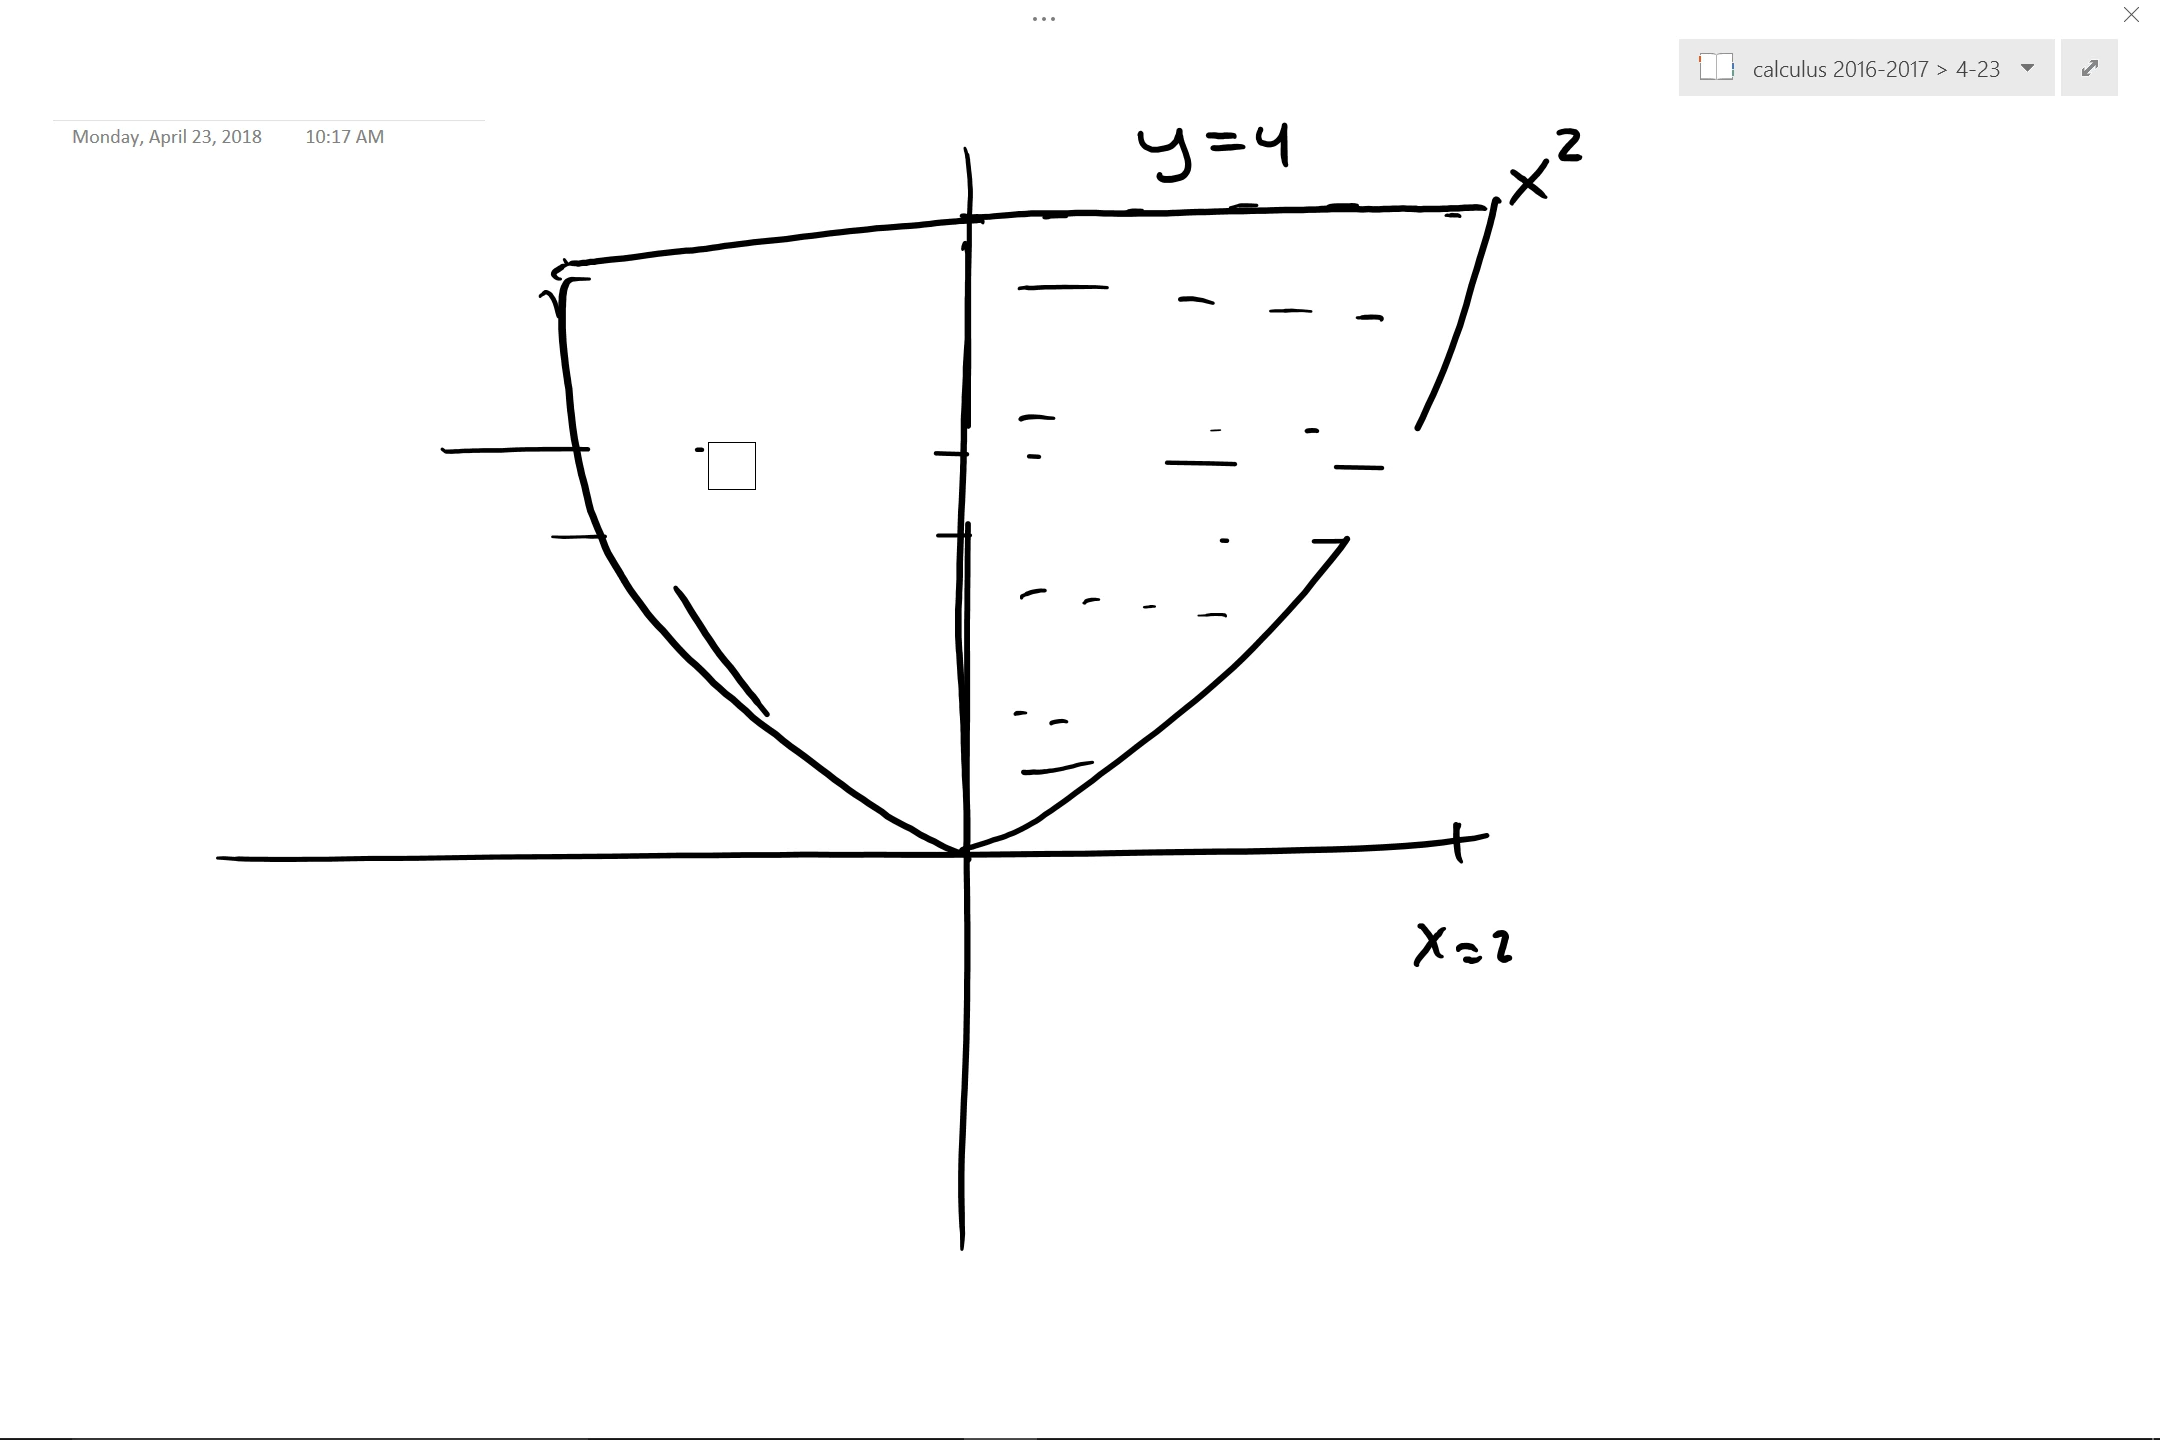 calculus 2016-2017 > 4-23
Monday, April 23, 2018 10:17 AM
y=4
x²
x=2